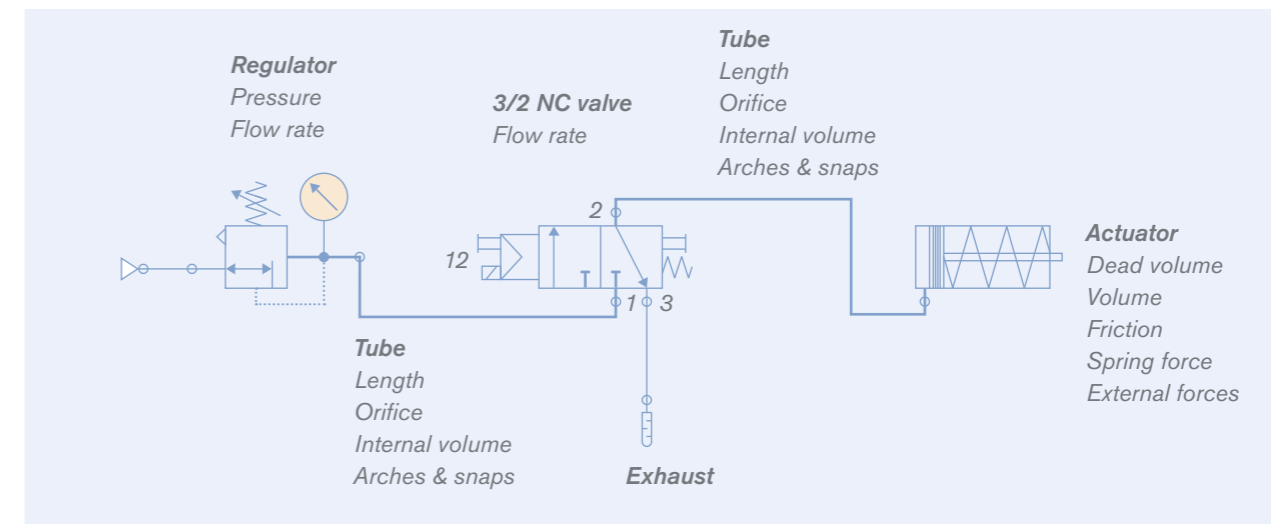 Regulator
Pressure
Flow rate
3/2 NC valve
Flow rate
Tube
Length
Orifice
Internal volume
Arches & snaps
2
12
1
3
Actuator
Dead volume
Volume
Friction
Spring force
External forces
Tube
Length
Orifice
Internal volume
Arches & snaps
Exhaust